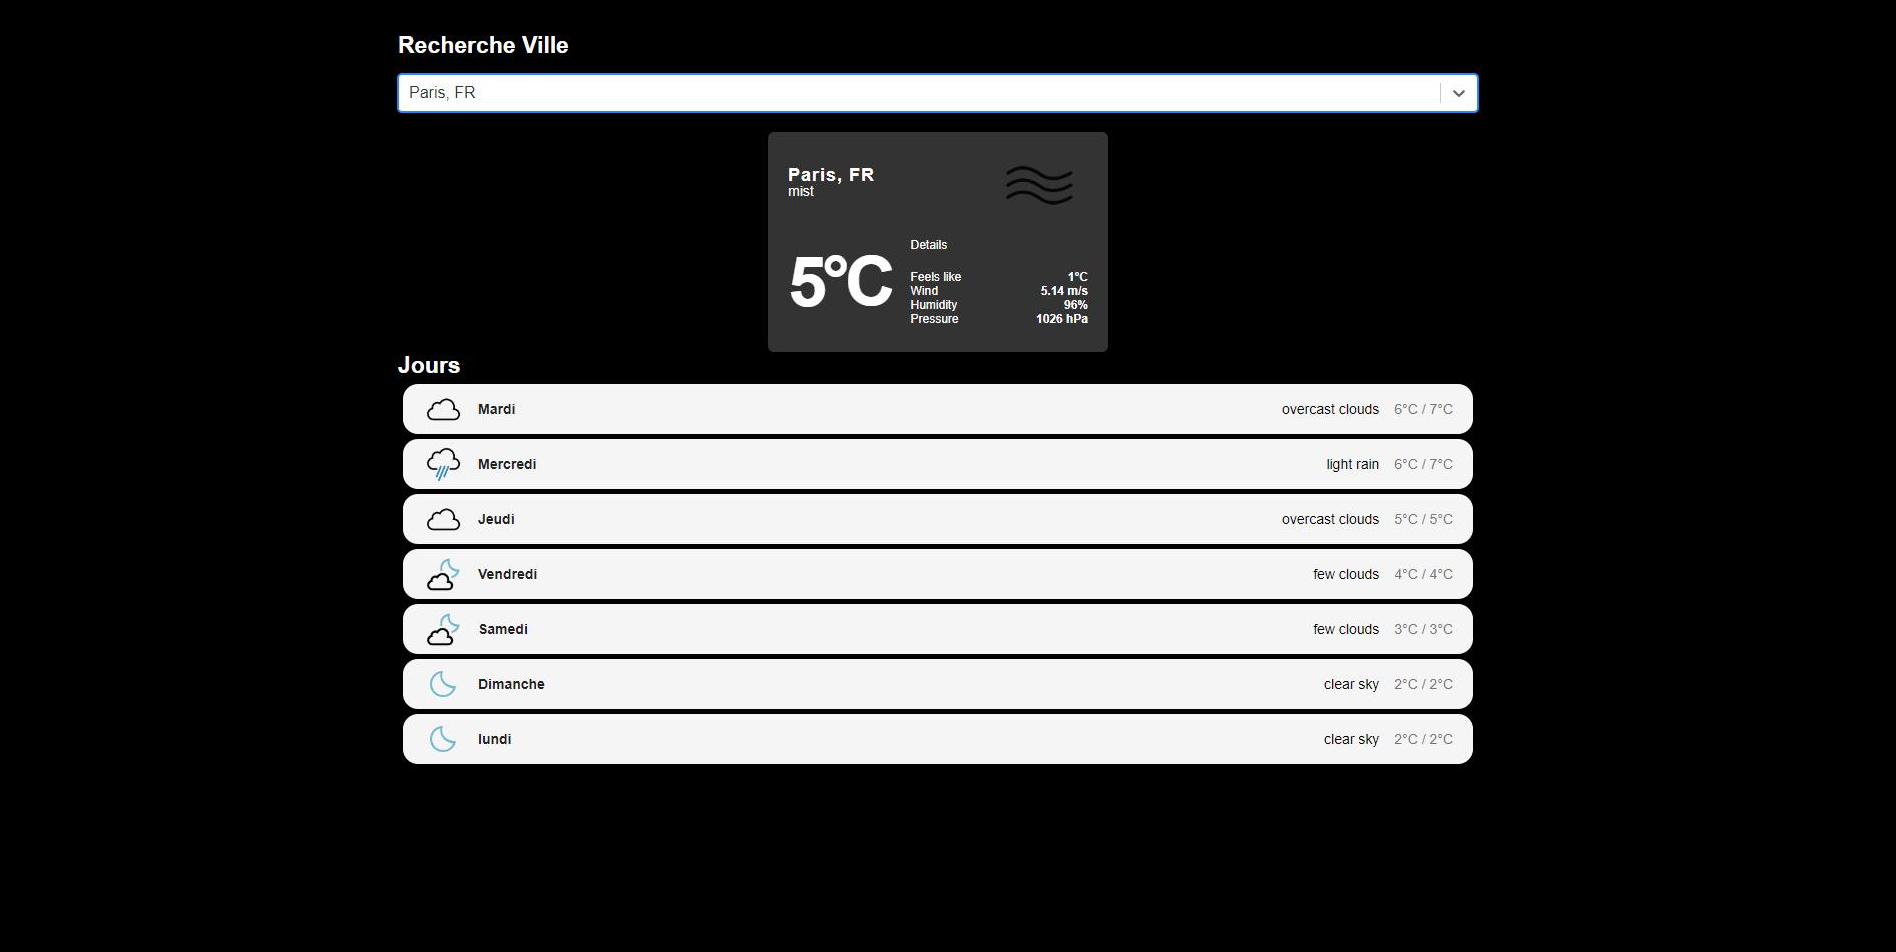 Recherche Ville
Paris, FR
Paris, FR
mist
5°C
Details
Feels like 1°C
Wind 5.14 m/s
Humidity 96%
Pressure 1026 hPa
Jours
Mardi overcast clouds 6°C / 7°C
Mercredi light rain 6°C / 7°C
Jeudi overcast clouds 5°C / 5°C
Vendredi few clouds 4°C / 4°C
Samedi few clouds 3°C / 3°C
Dimanche clear sky 2°C / 2°C
lundi clear sky 2°C / 2°C